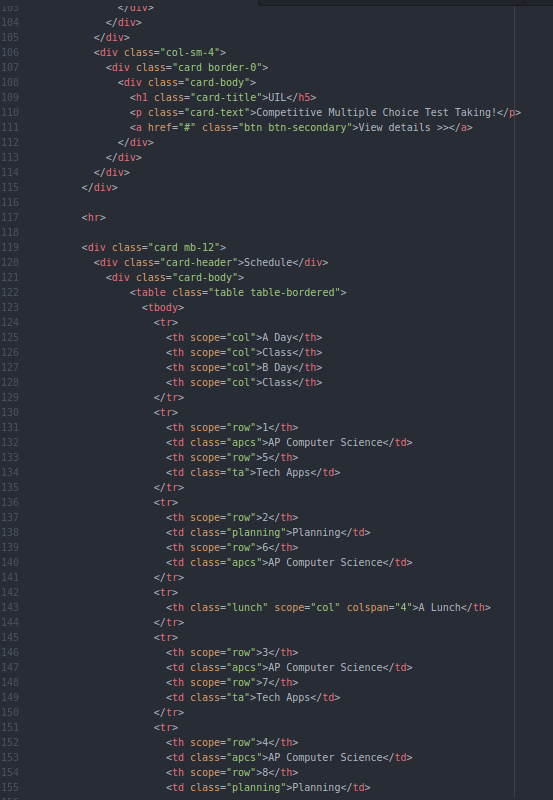 103                 </div>
104               </div>
105             </div>
106             <div class="col-sm-4">
107               <div class="card border-0">
108                 <div class="card-body">
109                   <h1 class="card-title">UIL</h5>
110                   <p class="card-text">Competitive Multiple Choice Test Taking!</p>
111                   <a href="#" class="btn btn-secondary">View details >></a>
112                 </div>
113               </div>
114             </div>
115           </div>
116
117           <hr>
118
119           <div class="card mb-12">
120             <div class="card-header">Schedule</div>
121               <div class="card-body">
122                   <table class="table table-bordered">
123                     <tbody>
124                       <tr>
125                         <th scope="col">A Day</th>
126                         <th scope="col">Class</th>
127                         <th scope="col">B Day</th>
128                         <th scope="col">Class</th>
129                       </tr>
130                       <tr>
131                         <th scope="row">1</th>
132                         <td class="apcs">AP Computer Science</td>
133                         <th scope="row">5</th>
134                         <td class="ta">Tech Apps</td>
135                       </tr>
136                       <tr>
137                         <th scope="row">2</th>
138                         <td class="planning">Planning</td>
139                         <th scope="row">6</th>
140                         <td class="apcs">AP Computer Science</td>
141                       </tr>
142                       <tr>
143                         <th class="lunch" scope="col" colspan="4">A Lunch</th>
144                       </tr>
145                       <tr>
146                         <th scope="row">3</th>
147                         <td class="apcs">AP Computer Science</td>
148                         <th scope="row">7</th>
149                         <td class="ta">Tech Apps</td>
150                       </tr>
151                       <tr>
152                         <th scope="row">4</th>
153                         <td class="apcs">AP Computer Science</td>
154                         <th scope="row">8</th>
155                         <td class="planning">Planning</td>